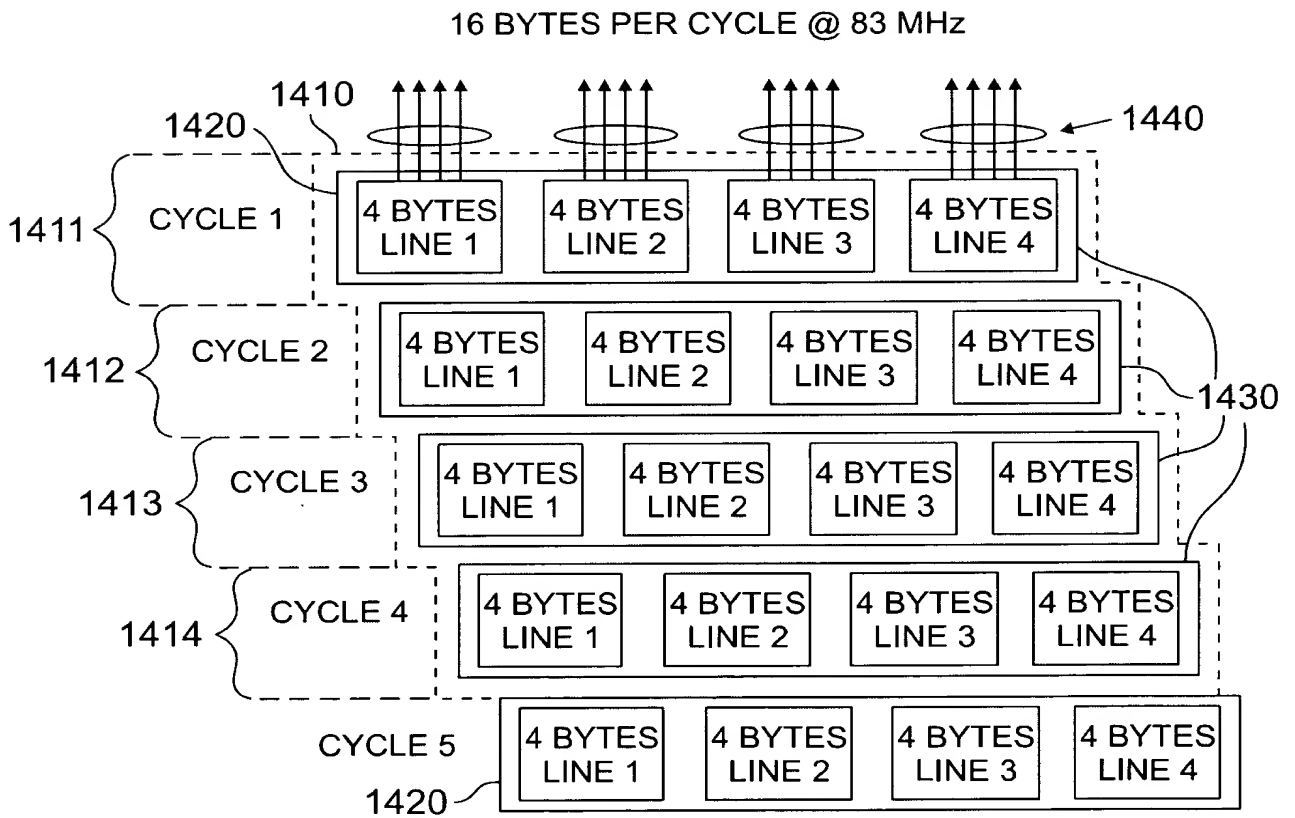 16 BYTES PER CYCLE @ 83 MHz
1410
1420
1440
1411
CYCLE 1
4 BYTES LINE 1
4 BYTES LINE 2
4 BYTES LINE 3
4 BYTES LINE 4
1412
CYCLE 2
4 BYTES LINE 1
4 BYTES LINE 2
4 BYTES LINE 3
4 BYTES LINE 4
1430
1413
CYCLE 3
4 BYTES LINE 1
4 BYTES LINE 2
4 BYTES LINE 3
4 BYTES LINE 4
1414
CYCLE 4
4 BYTES LINE 1
4 BYTES LINE 2
4 BYTES LINE 3
4 BYTES LINE 4
CYCLE 5
4 BYTES LINE 1
4 BYTES LINE 2
4 BYTES LINE 3
4 BYTES LINE 4
1420